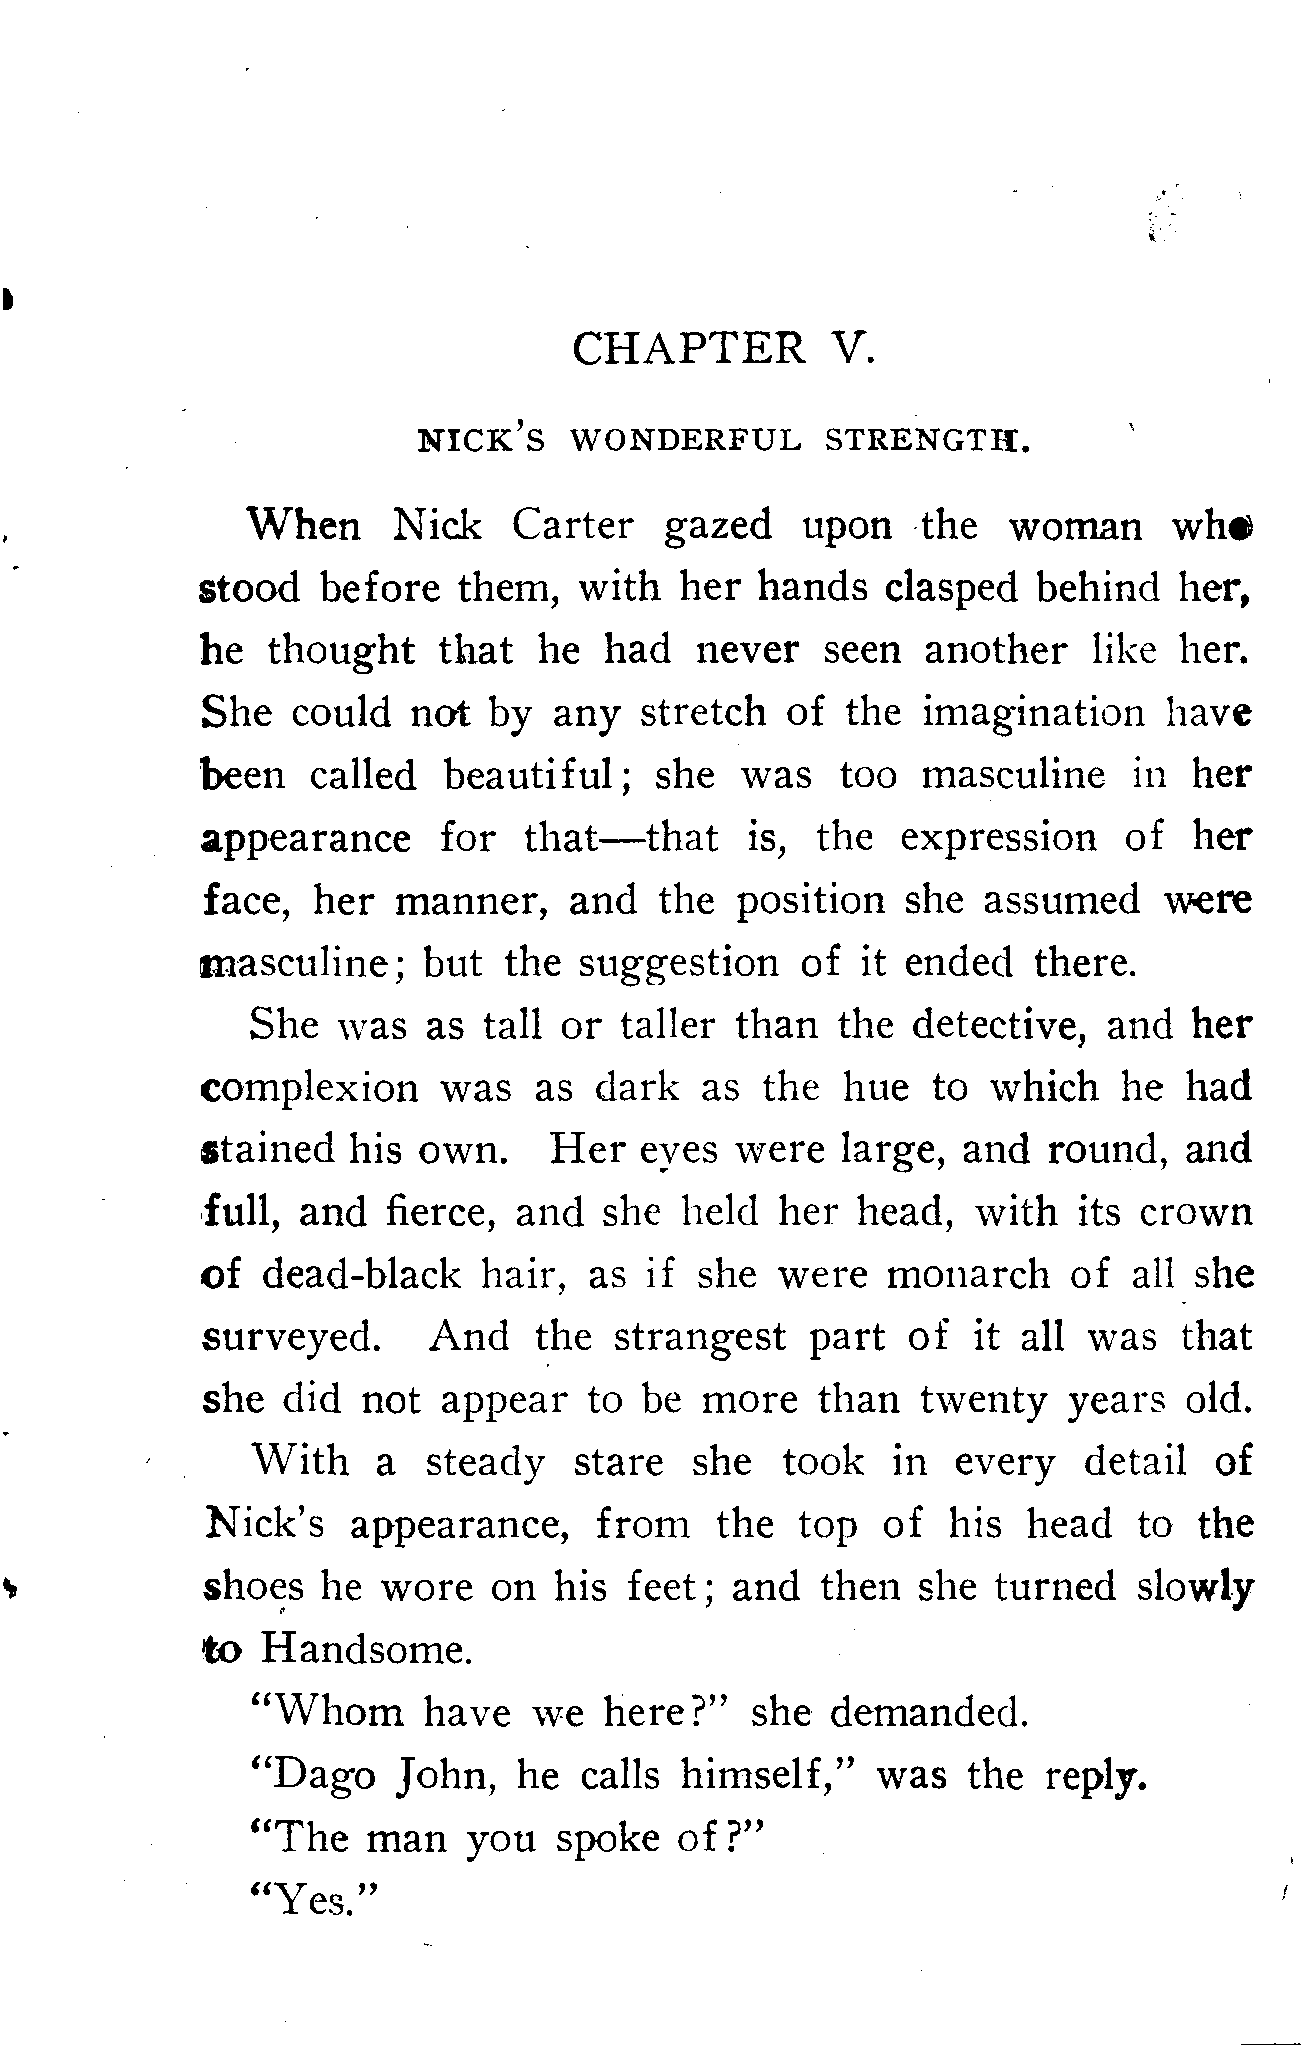 CHAPTER V.
NICK'S WONDERFUL STRENGTH.
When Nick Carter gazed upon the woman who
stood before them, with her hands clasped behind her,
he thought that he had never seen another like her.
She could not by any stretch of the imagination have
been called beautiful; she was too masculine in her
appearance for that—that is, the expression of her
face, her manner, and the position she assumed were
masculine; but the suggestion of it ended there.
She was as tall or taller than the detective, and her
complexion was as dark as the hue to which he had
stained his own. Her eyes were large, and round, and
full, and fierce, and she held her head, with its crown
of dead-black hair, as if she were monarch of all she
surveyed. And the strangest part of it all was that
she did not appear to be more than twenty years old.
With a steady stare she took in every detail of
Nick's appearance, from the top of his head to the
shoes he wore on his feet; and then she turned slowly
to Handsome.
"Whom have we here?" she demanded.
"Dago John, he calls himself," was the reply.
"The man you spoke of?"
"Yes."